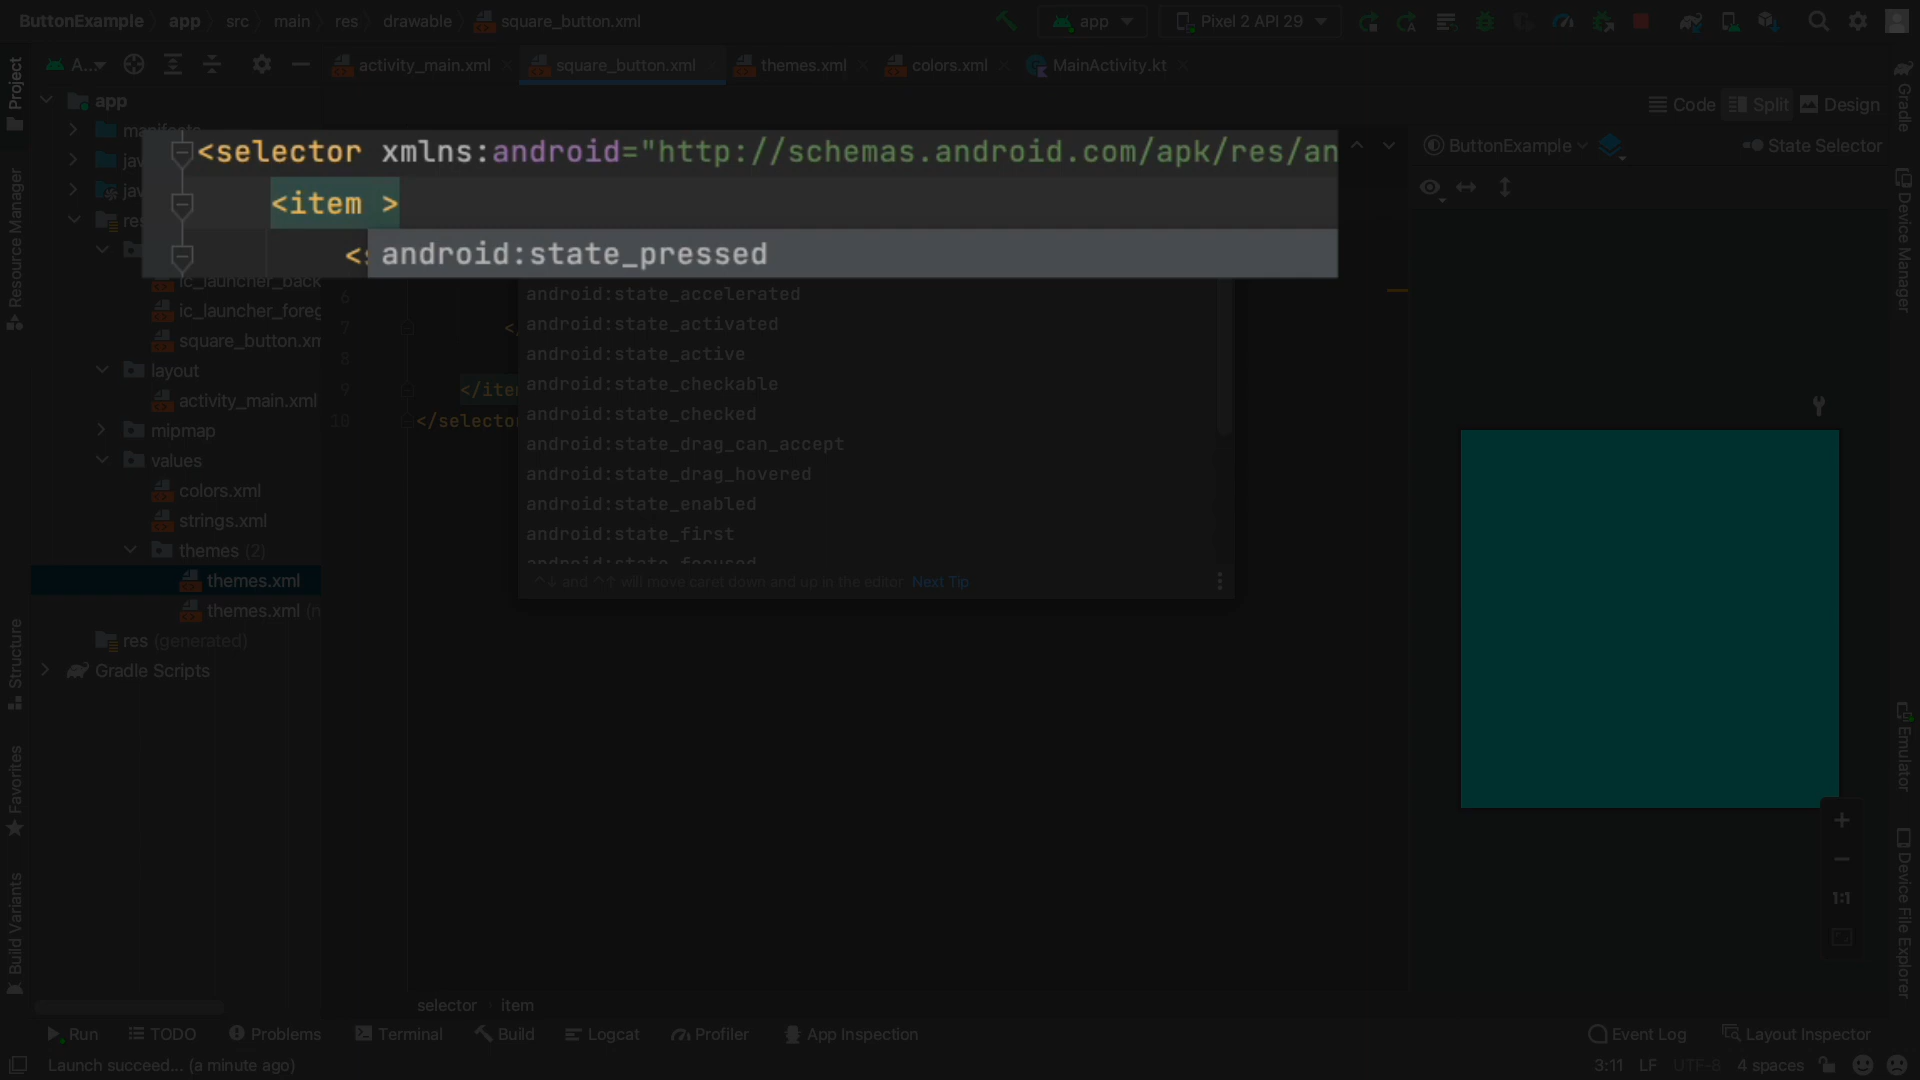 ButtonExample app src main res drawable square_button.xml
app Pixel 2 API 29
Project A... activity_main.xml square_button.xml themes.xml colors.xml MainActivity.kt
Gradle
app
Code Split Design
manifests
<selector xmlns:android="http://schemas.android.com/apk/res/an
ButtonExample State Selector
<item >
<s android:state_pressed
Resource Manager
Device Manager
ic_launcher_back
6 android:state_accelerated
ic_launcher_foreg
7 </ android:state_activated
square_button.xm
8 android:state_active
layout
9 </item android:state_checkable
activity_main.xml
10 </selector android:state_checked
mipmap
android:state_drag_can_accept
values
android:state_drag_hovered
colors.xml
android:state_enabled
strings.xml
android:state_first
themes (2)
android:state_focused
themes.xml
and will move caret down and up in the editor Next Tip
themes.xml (n
res (generated)
Structure
Gradle Scripts
Favorites
Emulator
1:1
Build Variants
Device File Explorer
selector item
Run TODO Problems Terminal Build Logcat Profiler App Inspection Event Log Layout Inspector
Launch succeed... (a minute ago) 3:11 LF UTF-8 4 spaces